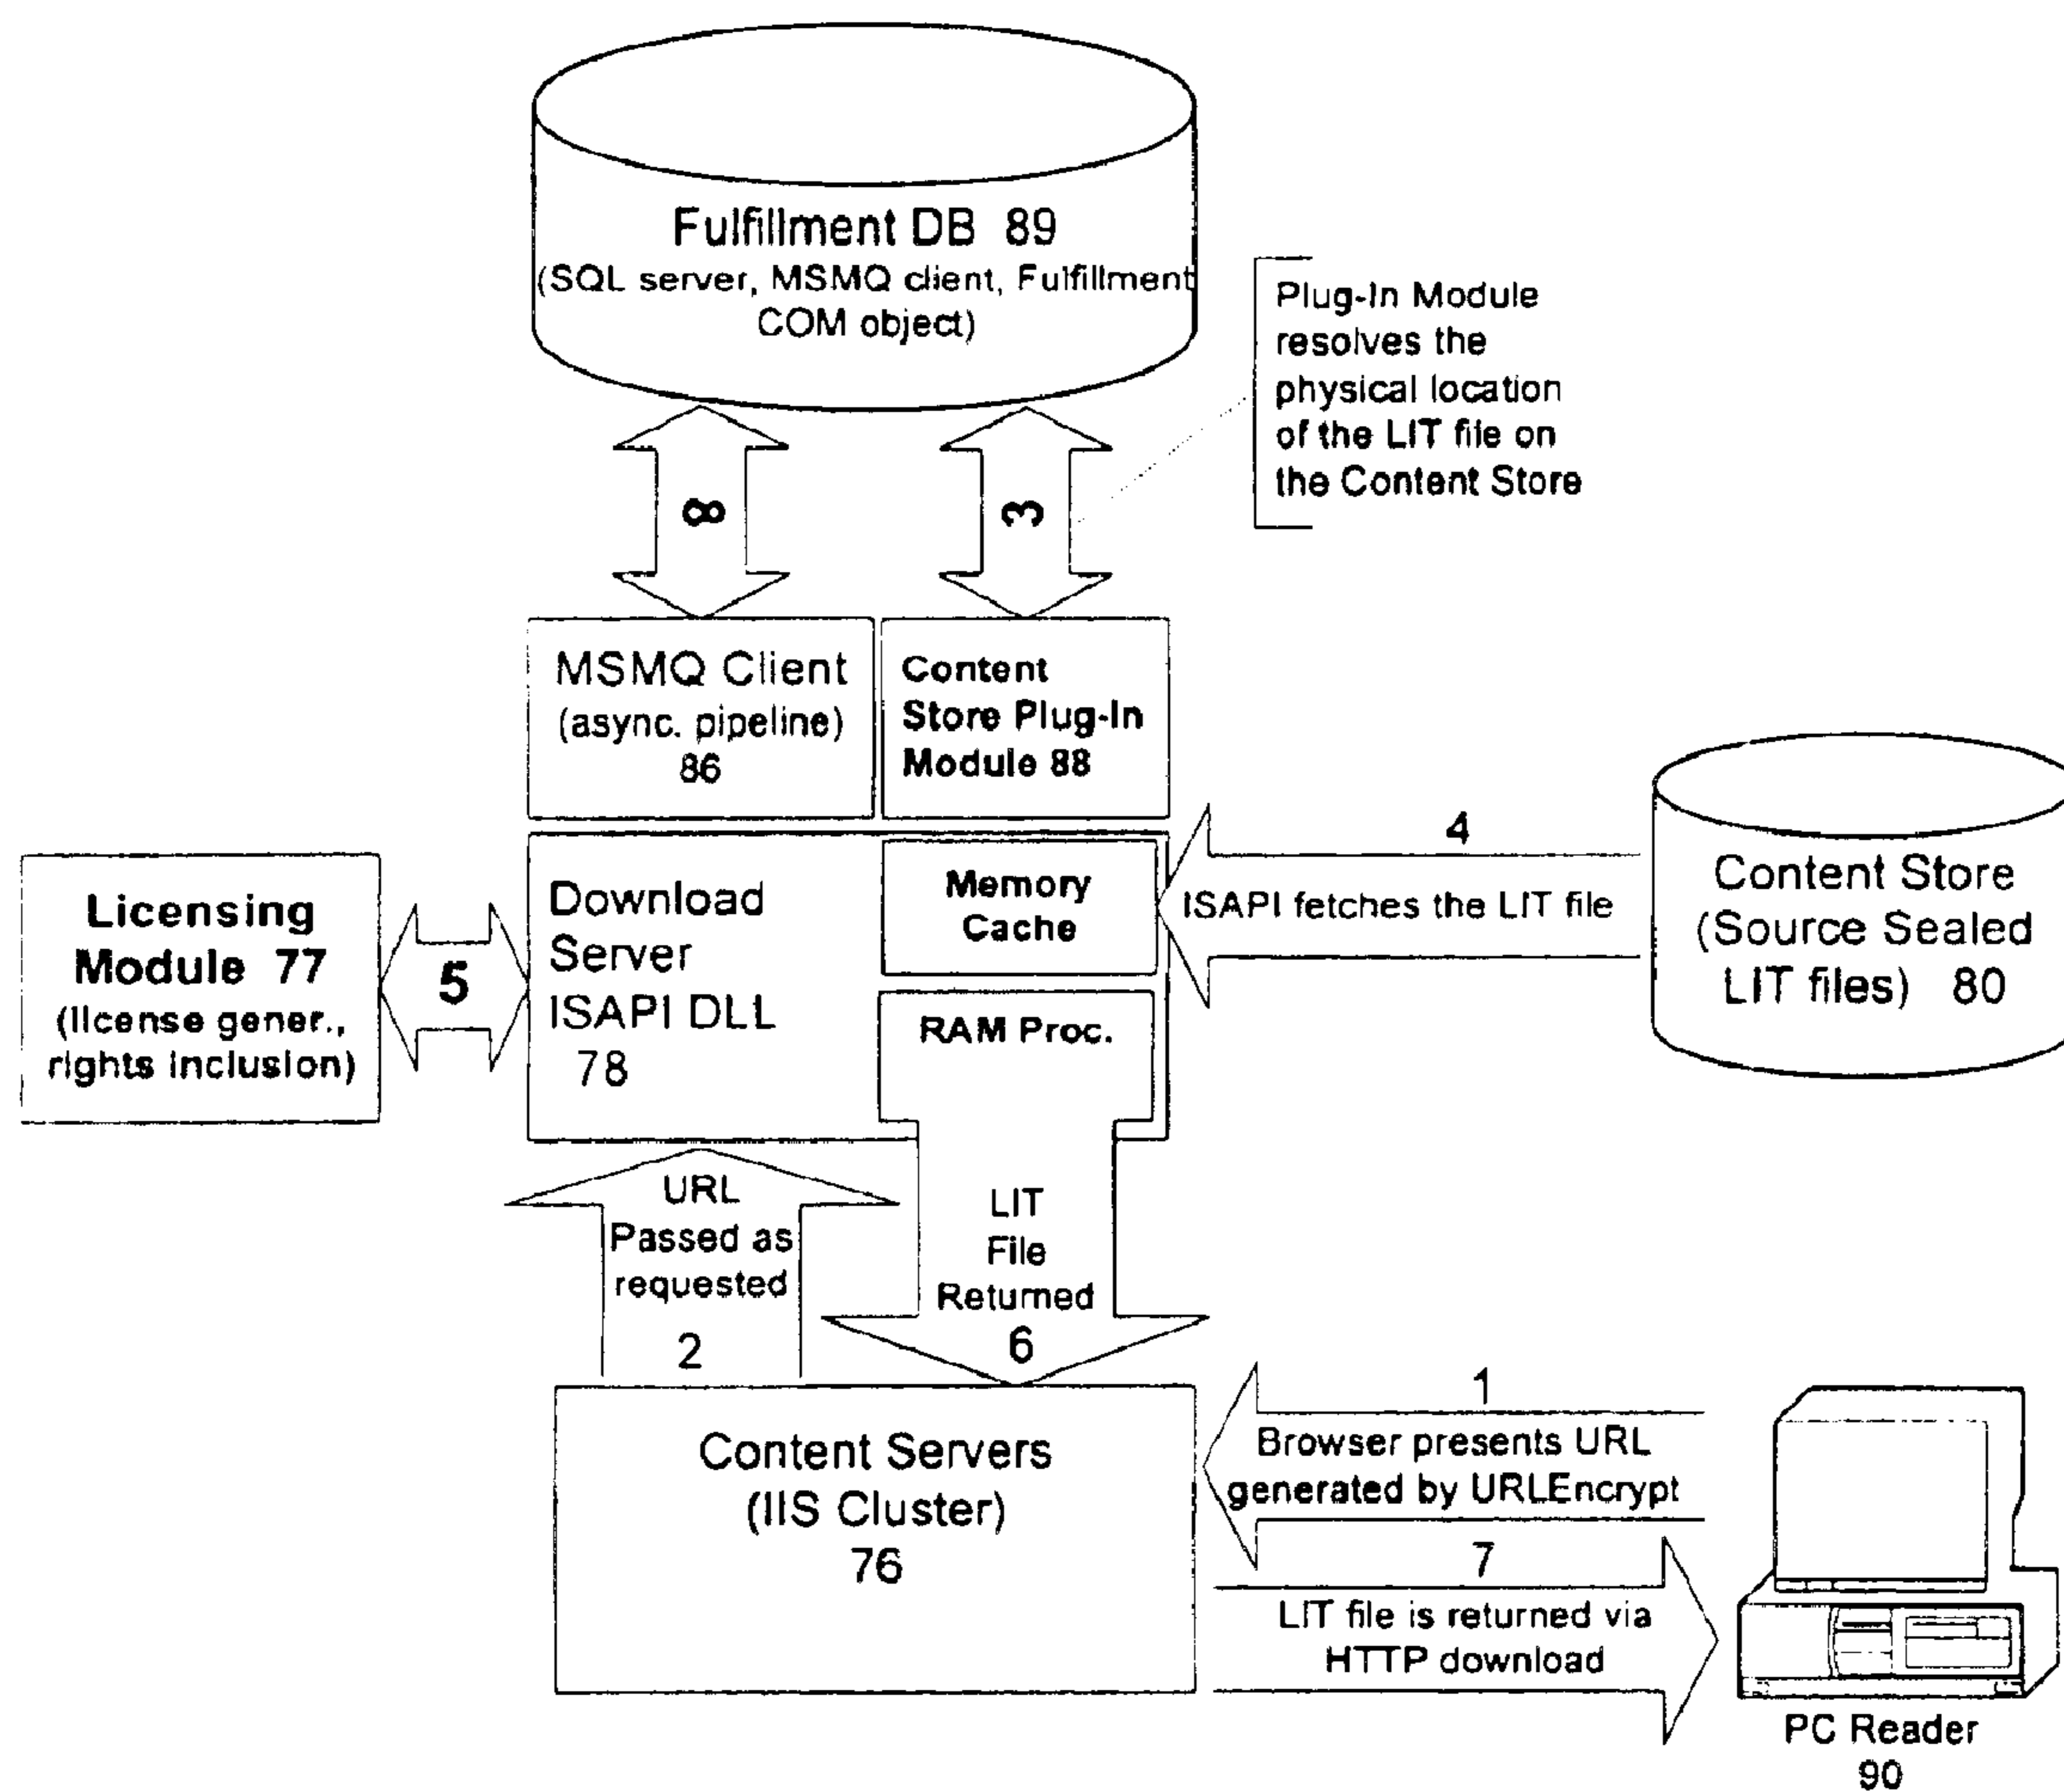 Fulfillment DB 89
(SQL server, MSMQ client, Fulfillment
COM object)
Plug-In Module
resolves the
physical location
of the LIT file on
the Content Store
8
3
MSMQ Client
(async. pipeline)
86
Content
Store Plug-In
Module 88
Licensing
Module 77
(license gener.,
rights inclusion)
5
Download
Server
ISAPI DLL
78
Memory
Cache
RAM Proc.
4
ISAPI fetches the LIT file
Content Store
(Source Sealed
LIT files) 80
URL
Passed as
requested
2
LIT
File
Returned
6
Content Servers
(IIS Cluster)
76
1
Browser presents URL
generated by URLEncrypt
7
LIT file is returned via
HTTP download
PC Reader
90